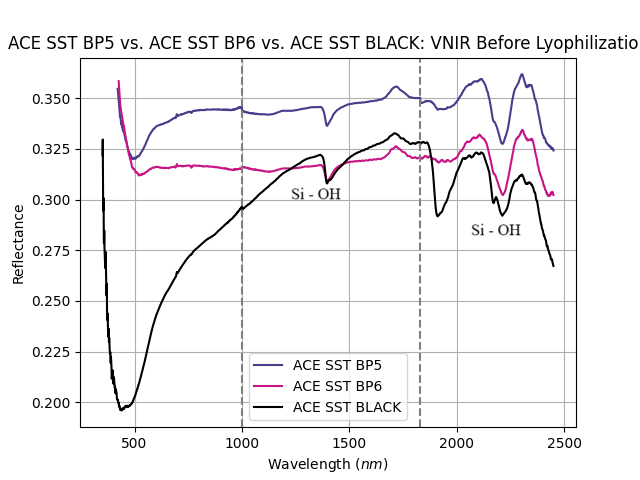 ACE SST BP5 vs. ACE SST BP6 vs. ACE SST BLACK: VNIR Before Lyophilizatio
0.350
0.325
0.300
0.275
0.250
0.225
0.200
Reflectance
Si - OH
Si - OH
ACE SST BP5
ACE SST BP6
ACE SST BLACK
500 1000 1500 2000 2500
Wavelength (nm)